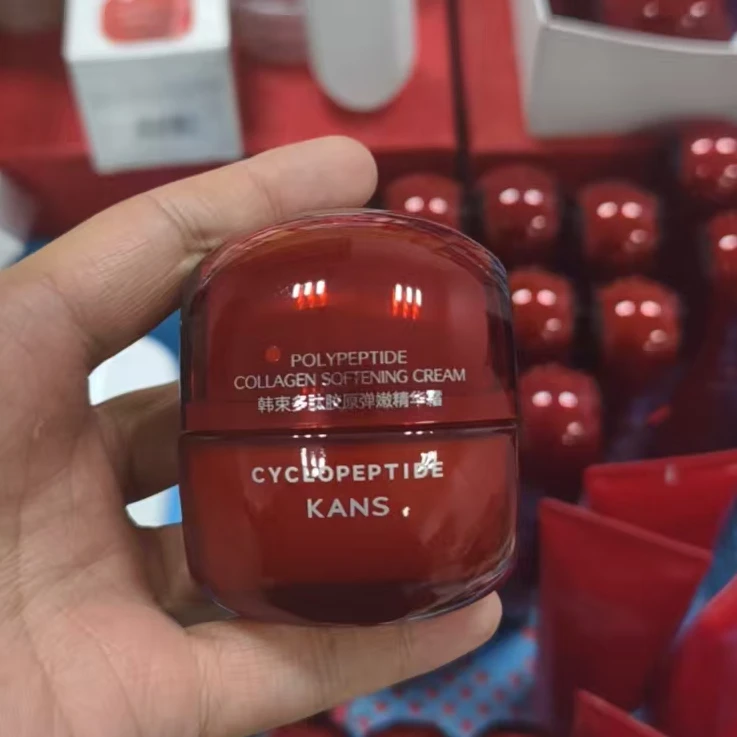 POLYPEPTIDE
COLLAGEN SOFTENING CREAM
韩束多肽胶原弹嫩精华霜
CYCLOPEPTIDE
KANS